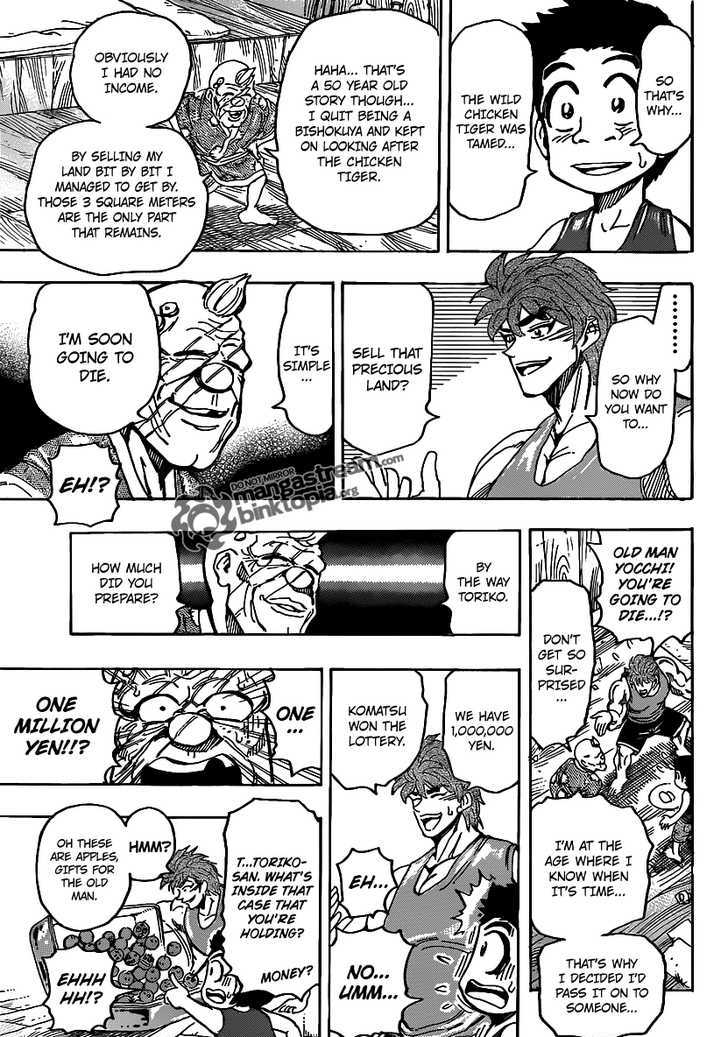 SO
THAT'S
WHY...
THE WILD
CHICKEN
TIGER WAS
TAMED...
HAHA... THAT'S
A 50 YEAR OLD
STORY THOUGH...
I QUIT BEING A
BISHOKUYA AND KEPT
ON LOOKING AFTER
THE CHICKEN
TIGER.
OBVIOUSLY
I HAD NO
INCOME.
BY SELLING MY
LAND BIT BY BIT I
MANAGED TO GET BY.
THOSE 3 SQUARE METERS
ARE THE ONLY PART
THAT REMAINS.
......
SO WHY
NOW DO
YOU WANT
TO...
SELL THAT
PRECIOUS
LAND?
IT'S
SIMPLE
...
I'M SOON
GOING TO
DIE.
EH!?
DO NOT MIRROR
mangastream.com
binktopia.org
OLD MAN
YOCCHI!
YOU'RE
GOING TO
DIE...!?
DON'T
GET SO
SUR-
PRISED
...
I'M AT THE
AGE WHERE I
KNOW WHEN
IT'S TIME...
THAT'S WHY
I DECIDED I'D
PASS IT ON TO
SOMEONE...
BY
THE WAY
TORIKO.
HOW MUCH
DID YOU
PREPARE?
WE HAVE
1,000,000
YEN.
KOMATSU
WON THE
LOTTERY.
EH...
NO...
UMM...
ONE...
ONE
MILLION
YEN!!?
T...TORIKO-
SAN. WHAT'S
INSIDE THAT
CASE THAT
YOU'RE
HOLDING?
MONEY?
HMM?
OH THESE
ARE APPLES,
GIFTS FOR THE
OLD MAN.
EHHH
HH!?